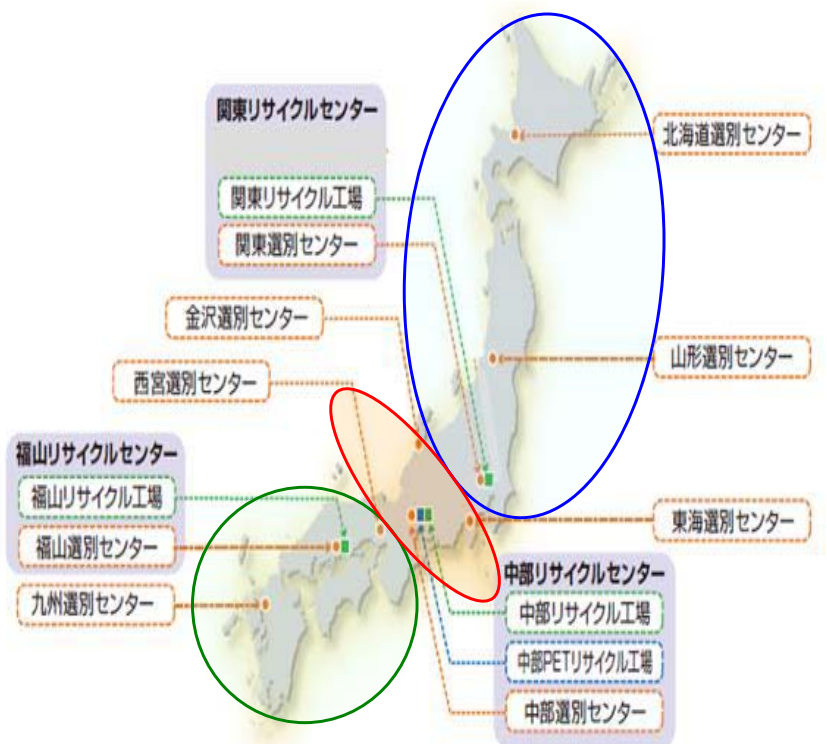 関東リサイクルセンター
関東リサイクル工場
関東選別センター
北海道選別センター
金沢選別センター
山形選別センター
西宮選別センター
福山リサイクルセンター
福山リサイクル工場
福山選別センター
九州選別センター
東海選別センター
中部リサイクルセンター
中部リサイクル工場
中部PETリサイクル工場
中部選別センター